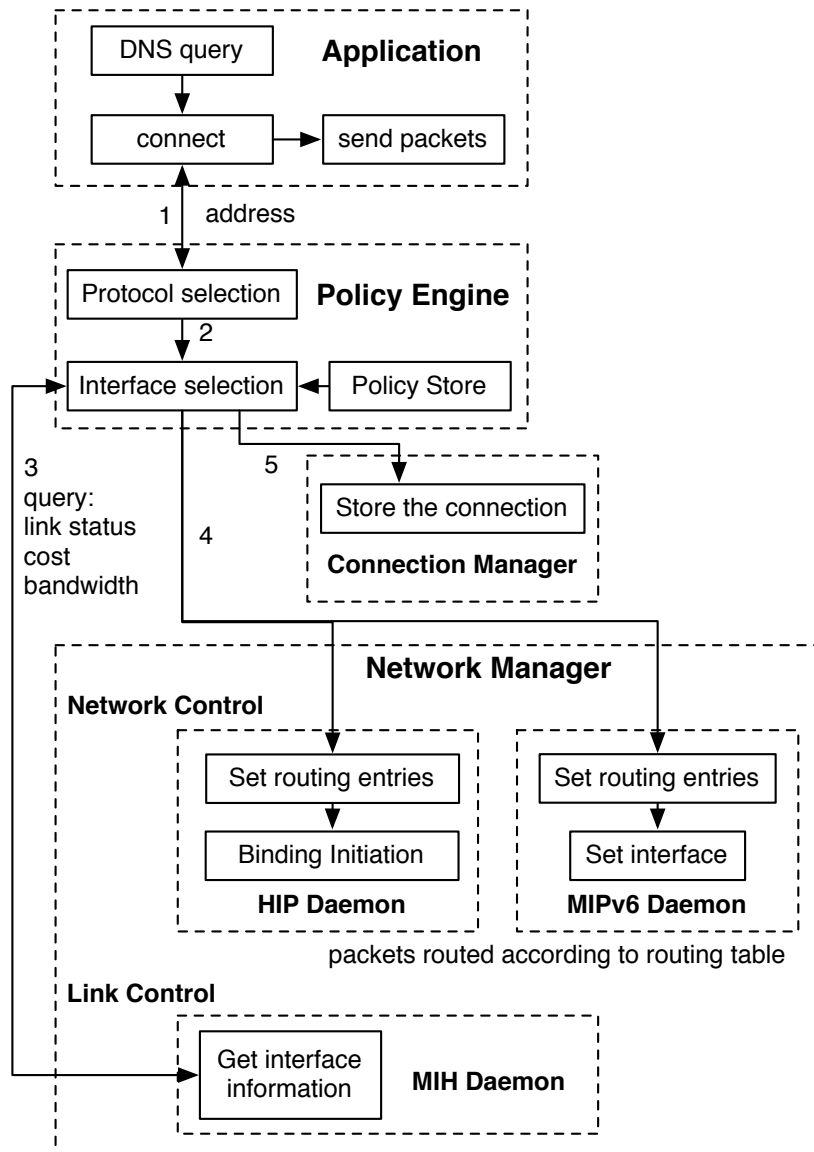 DNS query
Application
connect
send packets
1
address
Protocol selection
Policy Engine
2
Interface selection
Policy Store
3
query:
link status
cost
bandwidth
4
5
Store the connection
Connection Manager
Network Manager
Network Control
Set routing entries
Binding Initiation
HIP Daemon
Set routing entries
Set interface
MIPv6 Daemon
packets routed according to routing table
Link Control
Get interface
information
MIH Daemon